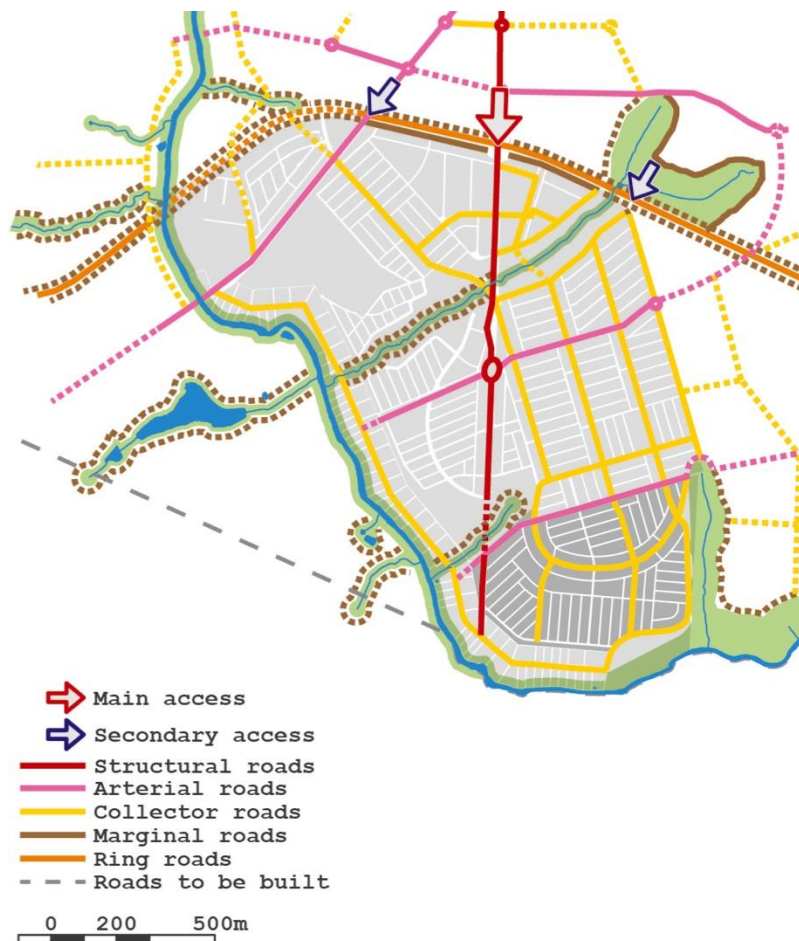 Main access
Secondary access
Structural roads
Arterial roads
Collector roads
Marginal roads
Ring roads
Roads to be built
0 200 500m